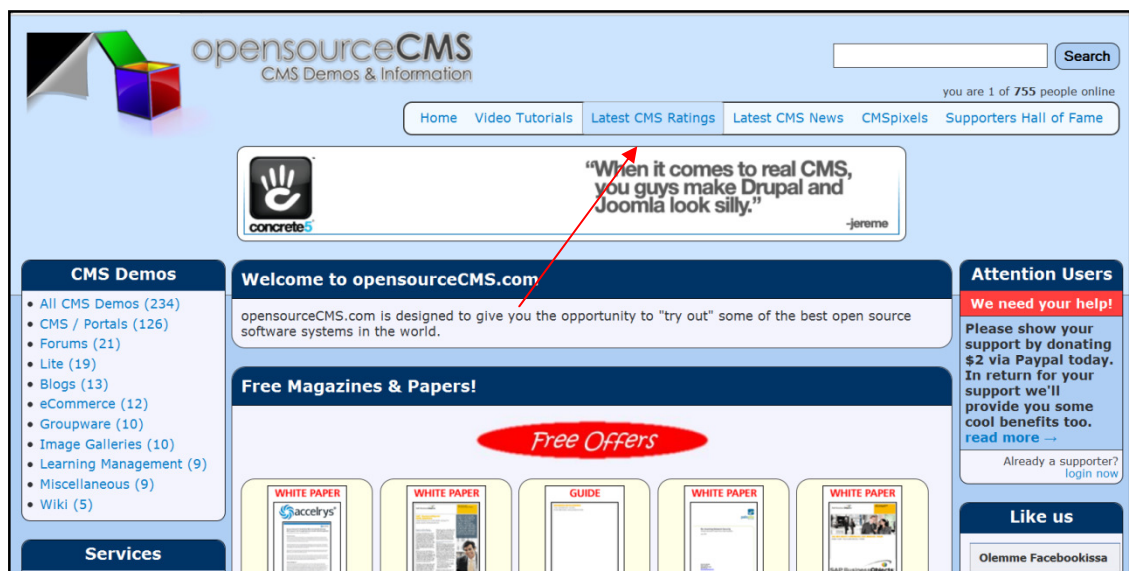 opensourceCMS
CMS Demos & Information
Search
you are 1 of 755 people online
Home Video Tutorials Latest CMS Ratings Latest CMS News CMSpixels Supporters Hall of Fame
concrete5
“When it comes to real CMS,
you guys make Drupal and
Joomla look silly.”
-jereme
CMS Demos
• All CMS Demos (234)
• CMS / Portals (126)
• Forums (21)
• Lite (19)
• Blogs (13)
• eCommerce (12)
• Groupware (10)
• Image Galleries (10)
• Learning Management (9)
• Miscellaneous (9)
• Wiki (5)
Services
Welcome to opensourceCMS.com
opensourceCMS.com is designed to give you the opportunity to "try out" some of the best open source
software systems in the world.
Free Magazines & Papers!
Free Offers
WHITE PAPER
accelrys
WHITE PAPER
GUIDE
WHITE PAPER
WHITE PAPER
Attention Users
We need your help!
Please show your
support by donating
$2 via Paypal today.
In return for your
support we'll
provide you some
cool benefits too.
read more →
Already a supporter?
login now
Like us
Olemme Facebookissa